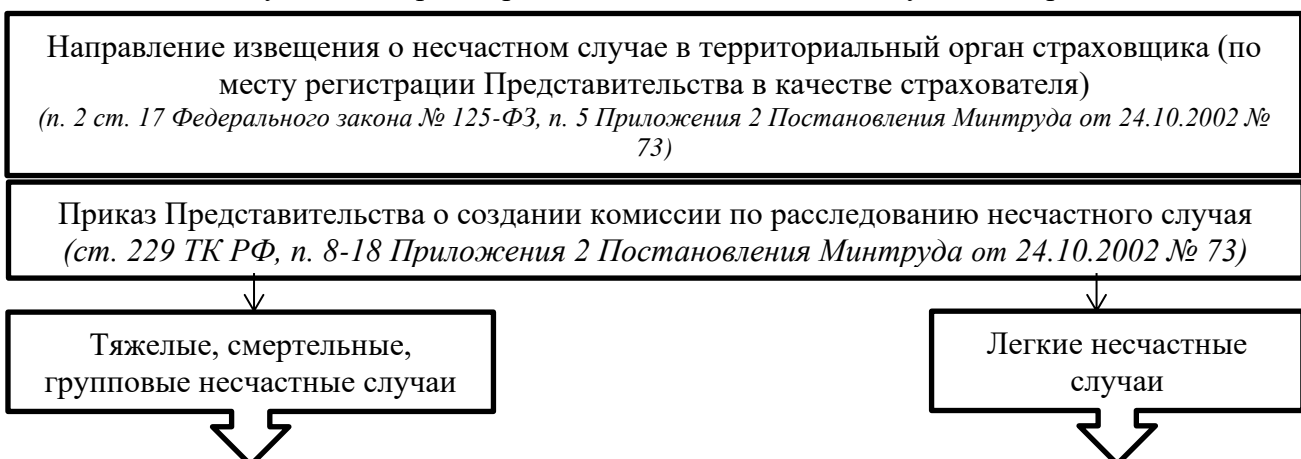 Направление извещения о несчастном случае в территориальный орган страховщика (по
месту регистрации Представительства в качестве страхователя)
(п. 2 ст. 17 Федерального закона № 125-ФЗ, п. 5 Приложения 2 Постановления Минтруда от 24.10.2002 №
73)
Приказ Представительства о создании комиссии по расследованию несчастного случая
(ст. 229 ТК РФ, п. 8-18 Приложения 2 Постановления Минтруда от 24.10.2002 № 73)
Тяжелые, смертельные,
групповые несчастные случаи
Легкие несчастные
случаи